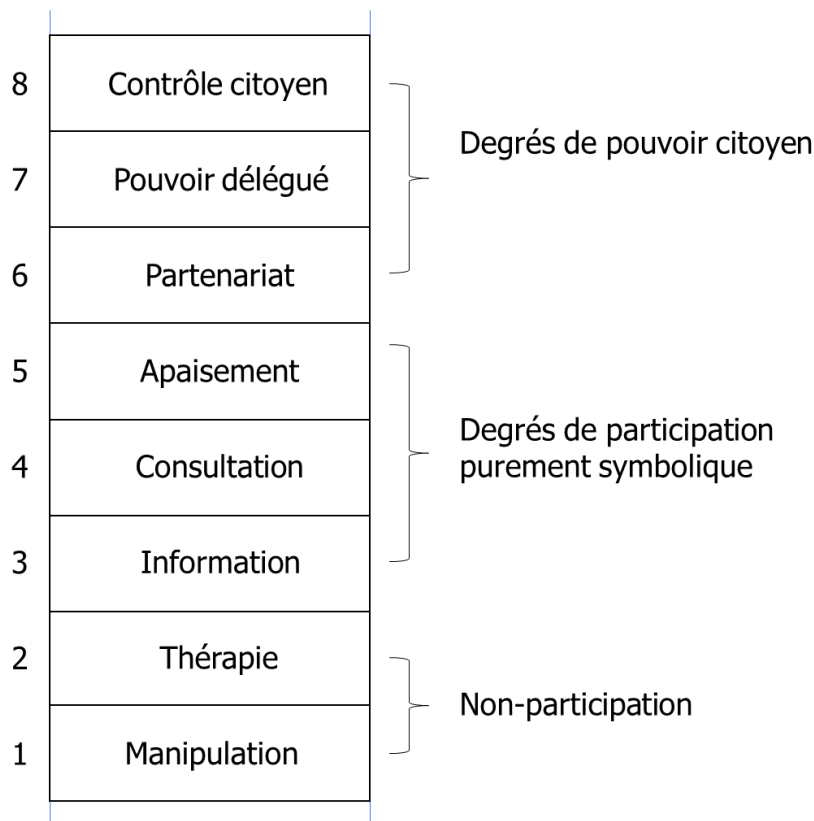 8 Contrôle citoyen
Degrés de pouvoir citoyen
7 Pouvoir délégué
6 Partenariat
5 Apaisement
Degrés de participation
purement symbolique
4 Consultation
3 Information
2 Thérapie
Non-participation
1 Manipulation